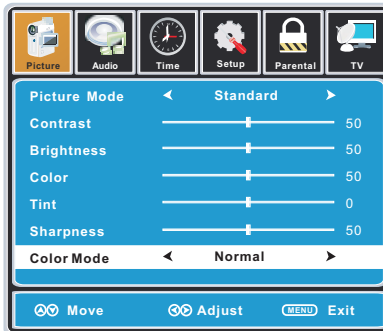 Picture Audio Time Setup Parental TV
Picture Mode Standard
Contrast 50
Brightness 50
Color 50
Tint 0
Sharpness 50
Color Mode Normal
Move Adjust MENU Exit